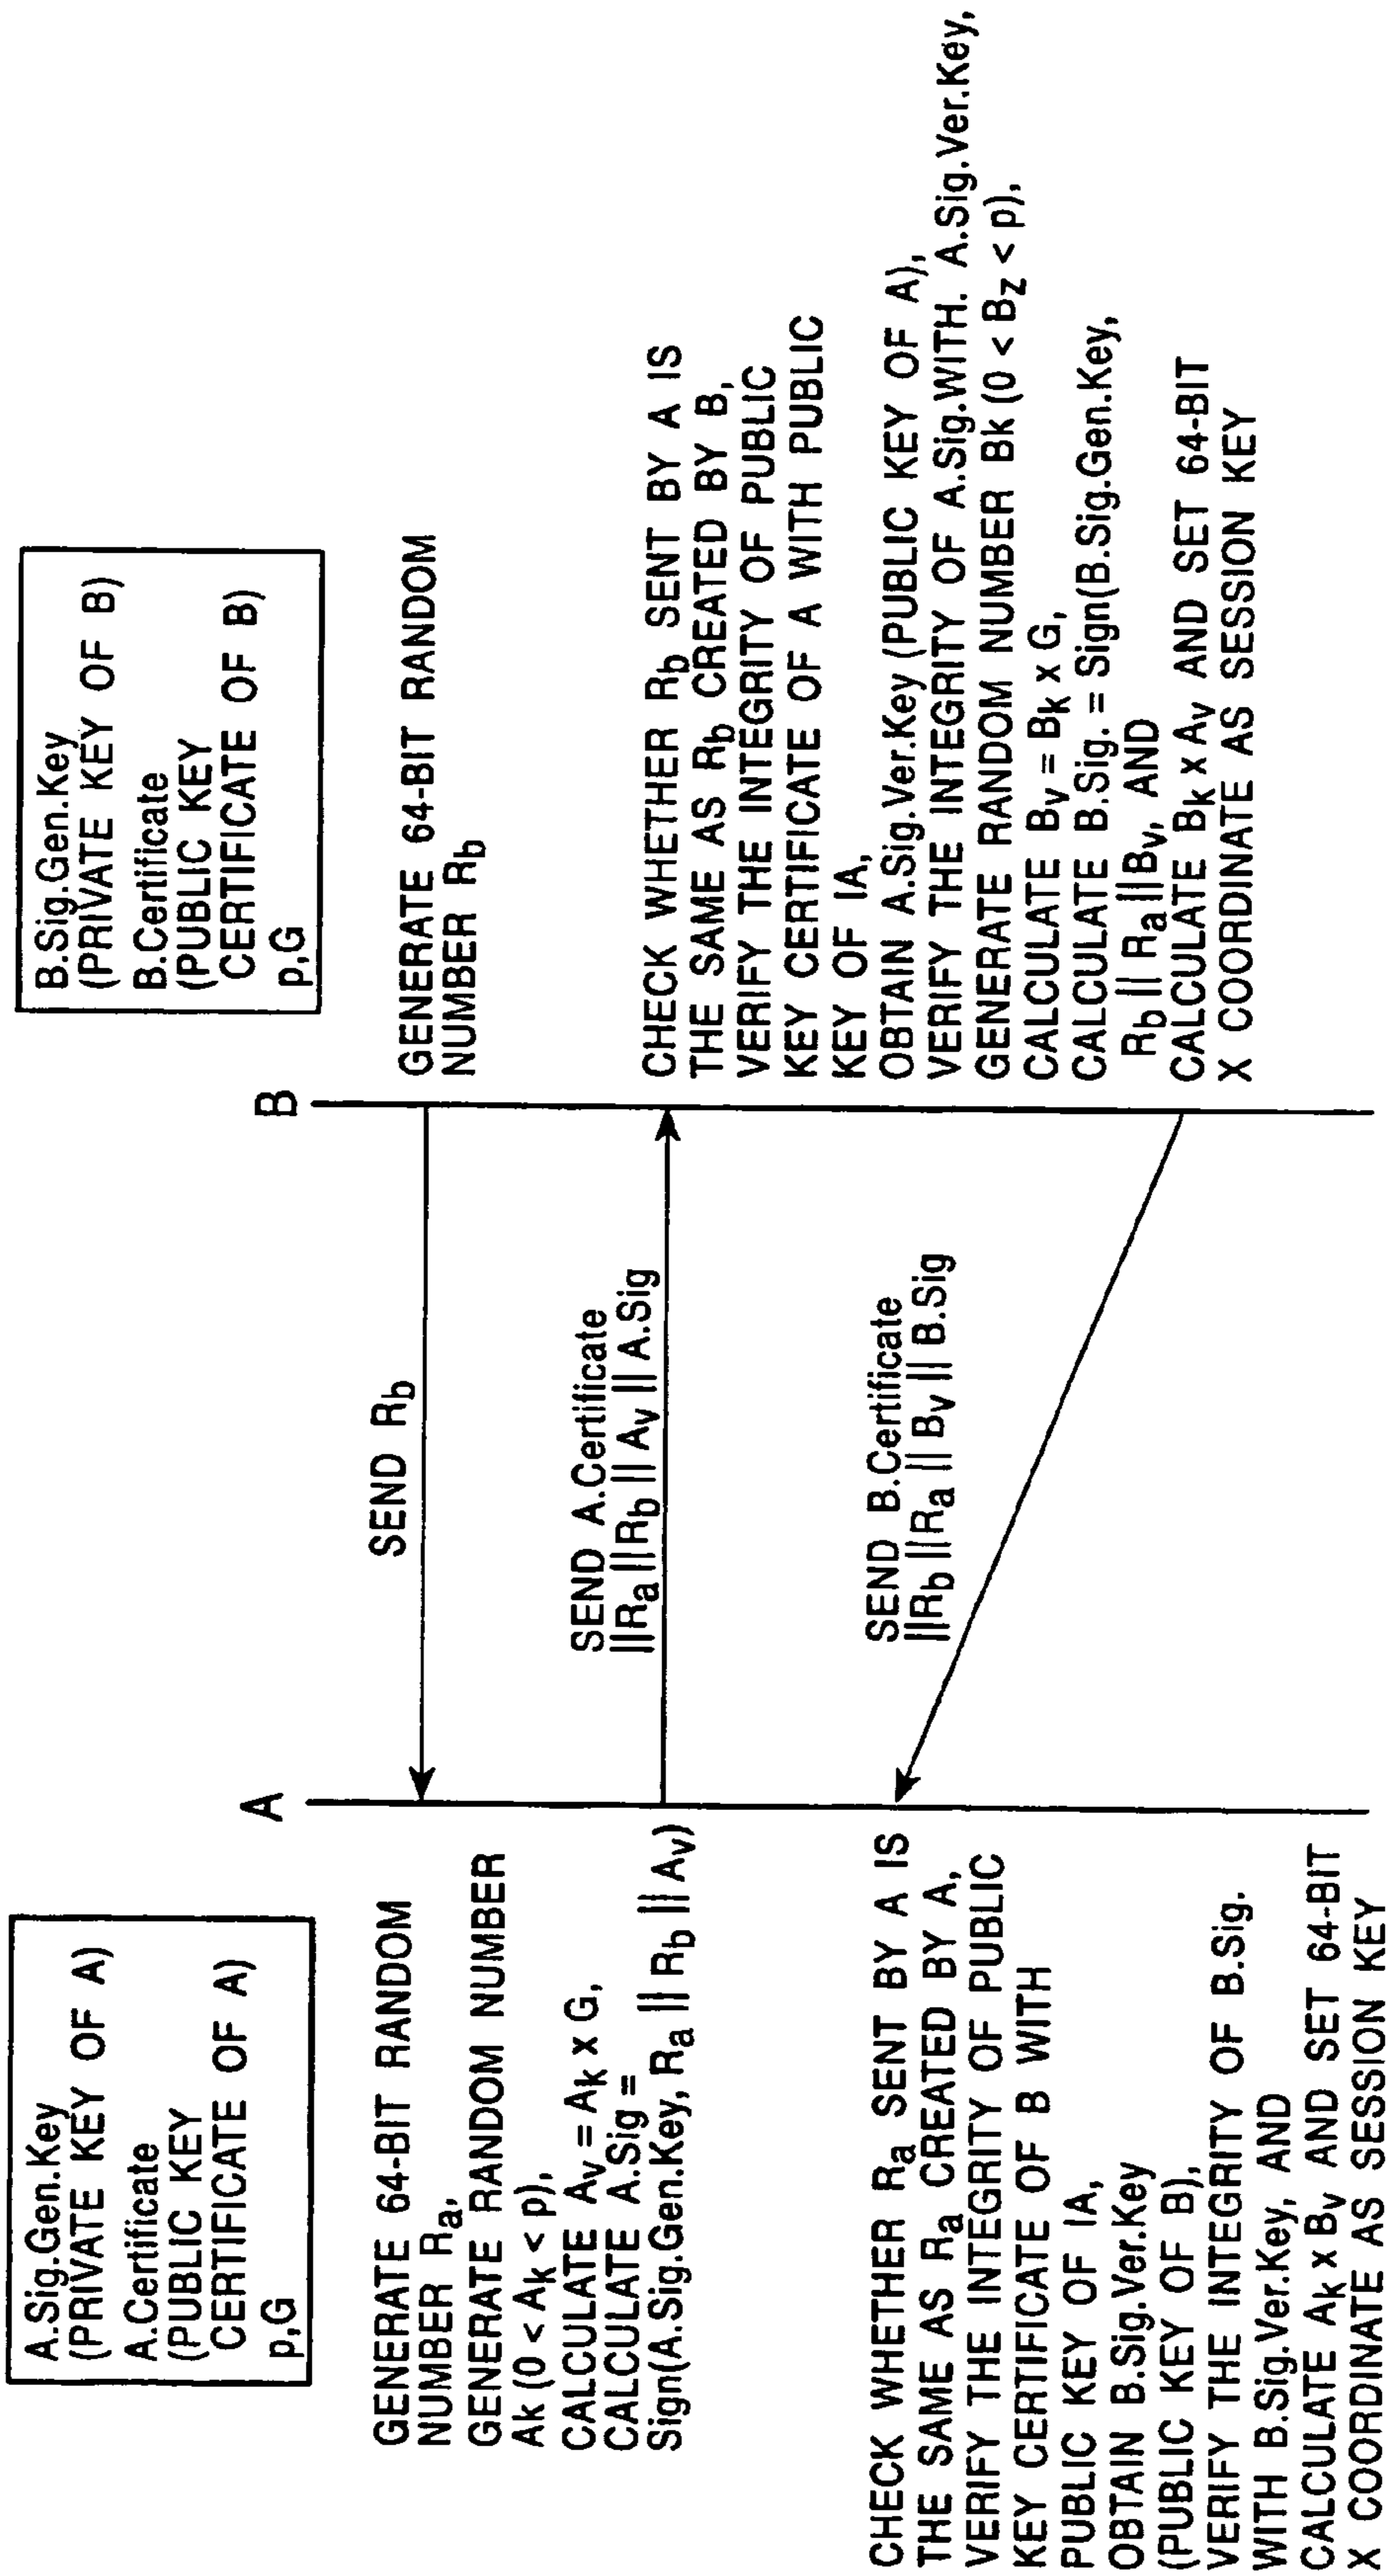 A.Sig.Gen.Key
(PRIVATE KEY OF A)
A.Certificate
(PUBLIC KEY
CERTIFICATE OF A)
p,G
B.Sig.Gen.Key
(PRIVATE KEY OF B)
B.Certificate
(PUBLIC KEY
CERTIFICATE OF B)
p,G
A
B
GENERATE 64-BIT RANDOM
NUMBER Rb
SEND Rb
GENERATE 64-BIT RANDOM
NUMBER Ra,
GENERATE RANDOM NUMBER
Ak (0 < Ak < p),
CALCULATE Av = Ak x G,
CALCULATE A.Sig =
Sign(A.Sig.Gen.Key, Ra || Rb || Av)
SEND A.Certificate
||Ra||Rb || Av || A.Sig
CHECK WHETHER Rb SENT BY A IS
THE SAME AS Rb CREATED BY B,
VERIFY THE INTEGRITY OF PUBLIC
KEY CERTIFICATE OF A WITH PUBLIC
KEY OF IA,
OBTAIN A.Sig.Ver.Key (PUBLIC KEY OF A),
VERIFY THE INTEGRITY OF A.Sig.WITH. A.Sig.Ver.Key,
GENERATE RANDOM NUMBER Bk (0 < Bz < p),
CALCULATE Bv = Bk x G,
CALCULATE B.Sig. = Sign(B.Sig.Gen.Key,
Rb || Ra||Bv, AND
CALCULATE Bk x Av AND SET 64-BIT
X COORDINATE AS SESSION KEY
SEND B.Certificate
||Rb||Ra || Bv || B.Sig
CHECK WHETHER Ra SENT BY A IS
THE SAME AS Ra CREATED BY A,
VERIFY THE INTEGRITY OF PUBLIC
KEY CERTIFICATE OF B WITH
PUBLIC KEY OF IA,
OBTAIN B.Sig.Ver.Key
(PUBLIC KEY OF B),
VERIFY THE INTEGRITY OF B.Sig.
WITH B.Sig.Ver.Key, AND
CALCULATE Ak x Bv AND SET 64-BIT
X COORDINATE AS SESSION KEY